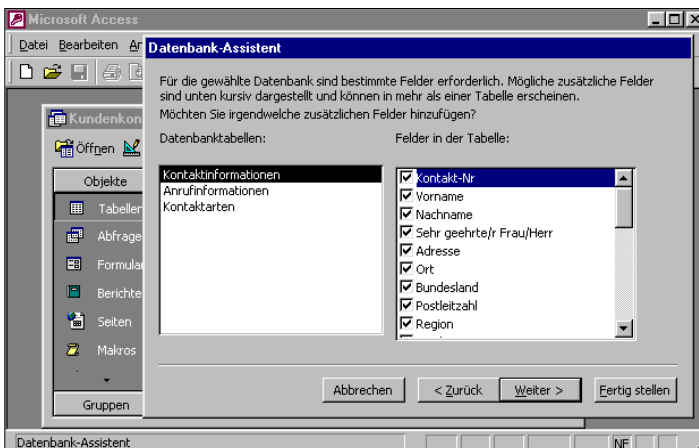 Microsoft Access
Datei Bearbeiten An
Datenbank-Assistent
Für die gewählte Datenbank sind bestimmte Felder erforderlich. Mögliche zusätzliche Felder
sind unten kursiv dargestellt und können in mehr als einer Tabelle erscheinen.
Möchten Sie irgendwelche zusätzlichen Felder hinzufügen?
Datenbanktabellen:
Felder in der Tabelle:
Kontaktinformationen
Anrufinformationen
Kontaktarten
Kontakt-Nr
Vorname
Nachname
Sehr geehrte/r Frau/Herr
Adresse
Ort
Bundesland
Postleitzahl
Region
Abbrechen
< Zurück
Weiter >
Fertig stellen
Kundenkon
Öffnen
Objekte
Tabellen
Abfrage
Formular
Berichte
Seiten
Makros
Gruppen
Datenbank-Assistent
NF